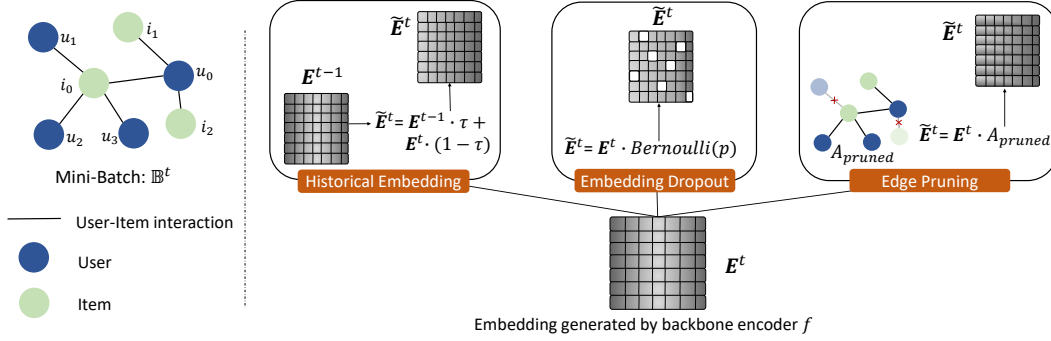 u₁
i₁
i₀
u₀
u₂
u₃
i₂
Mini-Batch: 𝔹ᵗ
User-Item interaction
User
Item
Ẽᵗ
Eᵗ⁻¹
Ẽᵗ= Eᵗ⁻¹ · τ +
Eᵗ · (1 − τ)
Historical Embedding
Ẽᵗ
Ẽᵗ= Eᵗ · Bernoulli(p)
Embedding Dropout
Ẽᵗ
Ẽᵗ= Eᵗ · A_pruned
A_pruned
Edge Pruning
Eᵗ
Embedding generated by backbone encoder f